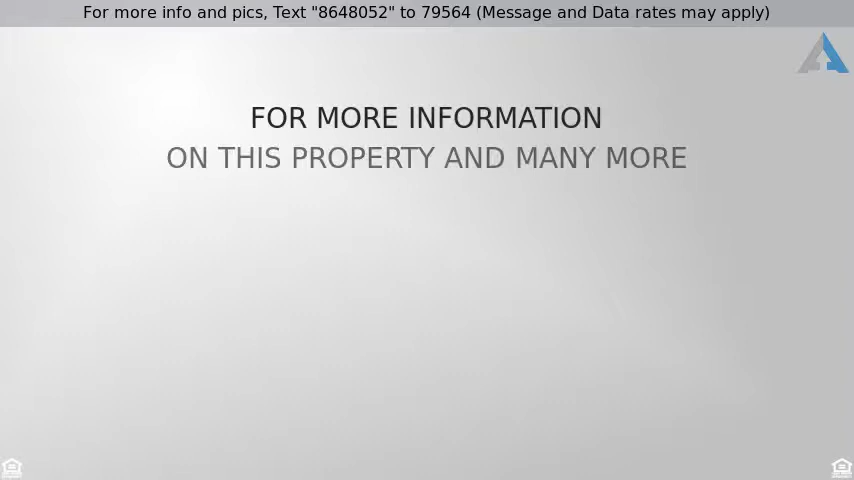 For more info and pics, Text "8648052" to 79564 (Message and Data rates may apply)
FOR MORE INFORMATION
ON THIS PROPERTY AND MANY MORE